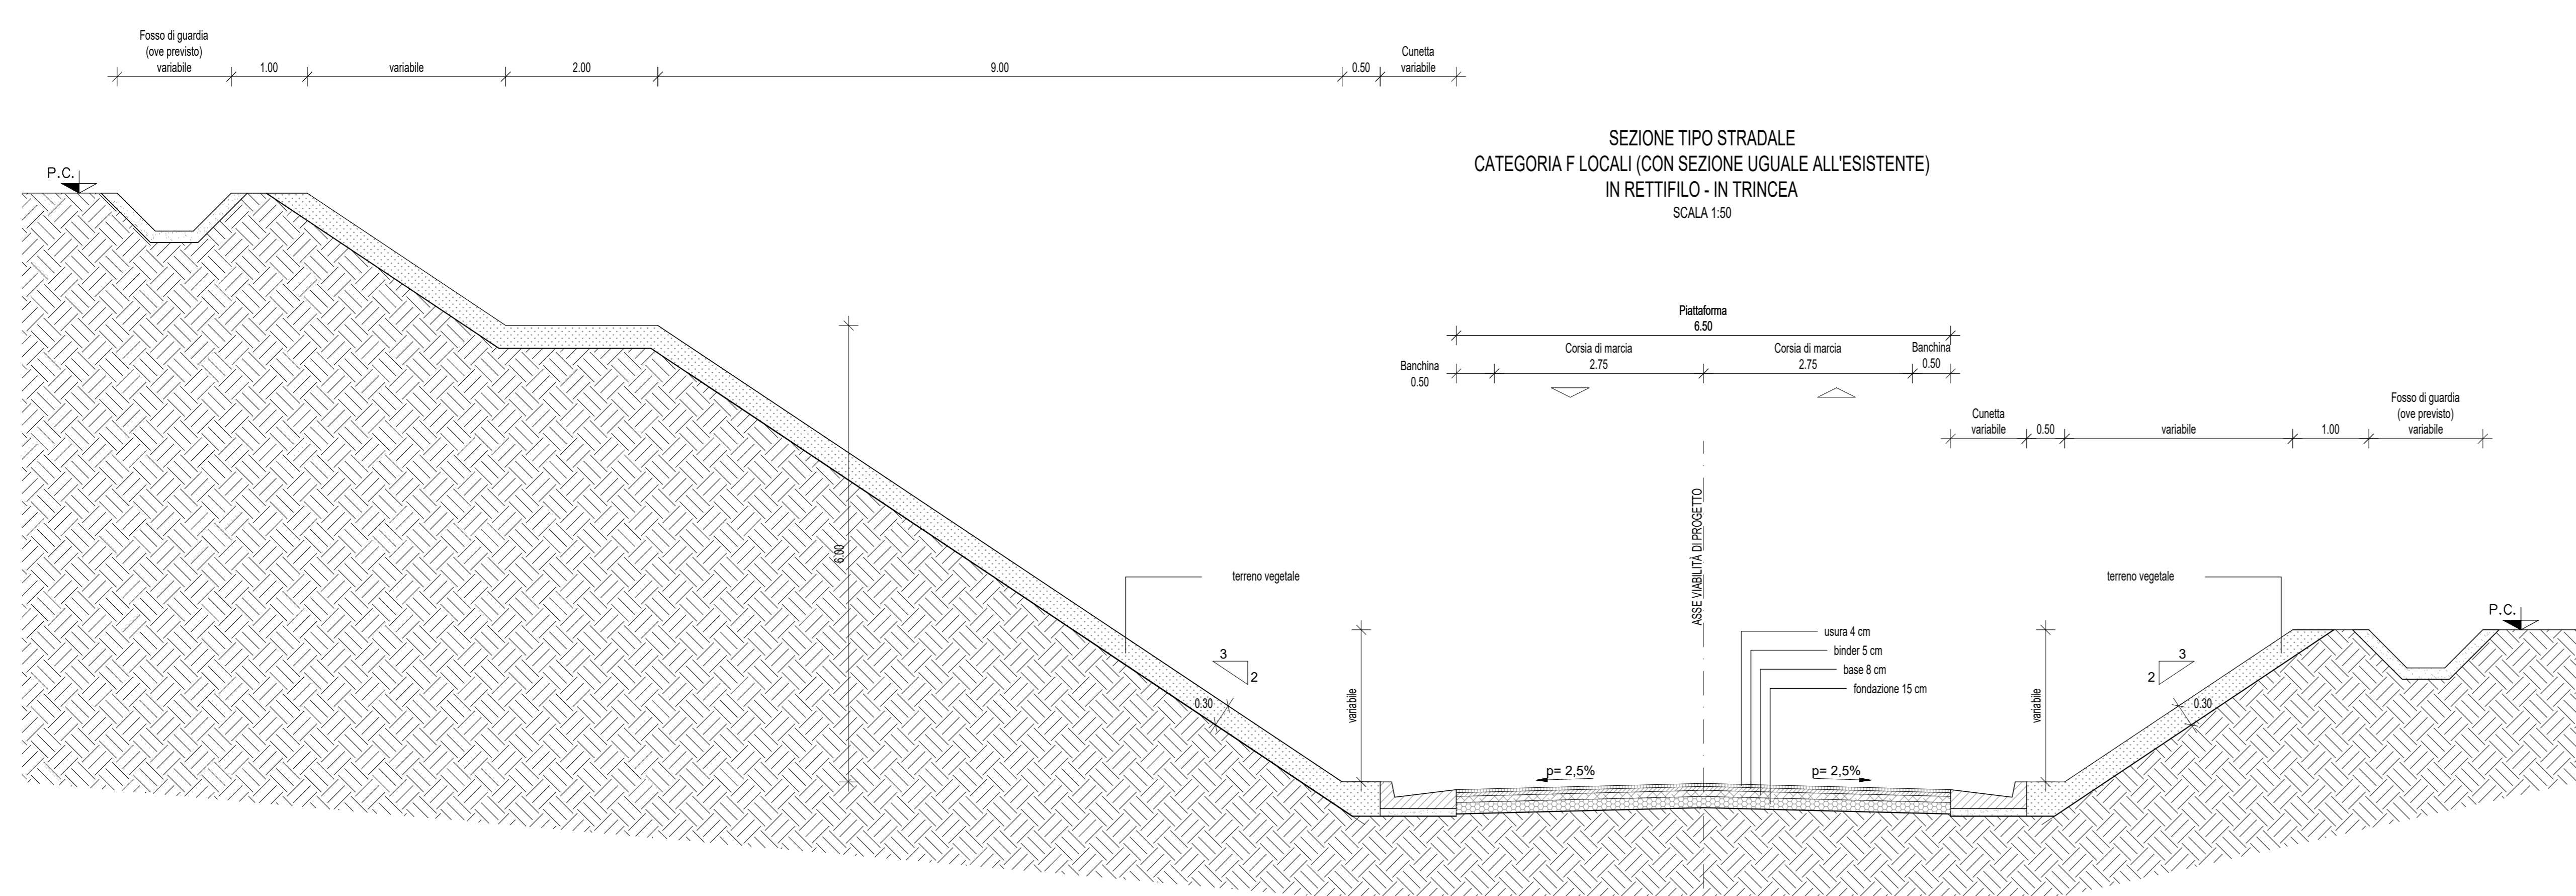 Fosso di guardia
(ove previsto)
variabile
1.00
variabile
2.00
9.00
0.50
Cunetta
variabile
SEZIONE TIPO STRADALE
CATEGORIA F LOCALI (CON SEZIONE UGUALE ALL'ESISTENTE)
IN RETTIFILO - IN TRINCEA
SCALA 1:50
P.C.
Piattaforma
6.50
Banchina
0.50
Corsia di marcia
2.75
Corsia di marcia
2.75
Banchina
0.50
Cunetta
variabile
0.50
variabile
1.00
Fosso di guardia
(ove previsto)
variabile
6.00
ASSE VIABILITÀ DI PROGETTO
terreno vegetale
terreno vegetale
P.C.
usura 4 cm
binder 5 cm
base 8 cm
fondazione 15 cm
3
2
3
2
0.30
variabile
variabile
0.30
p= 2,5%
p= 2,5%